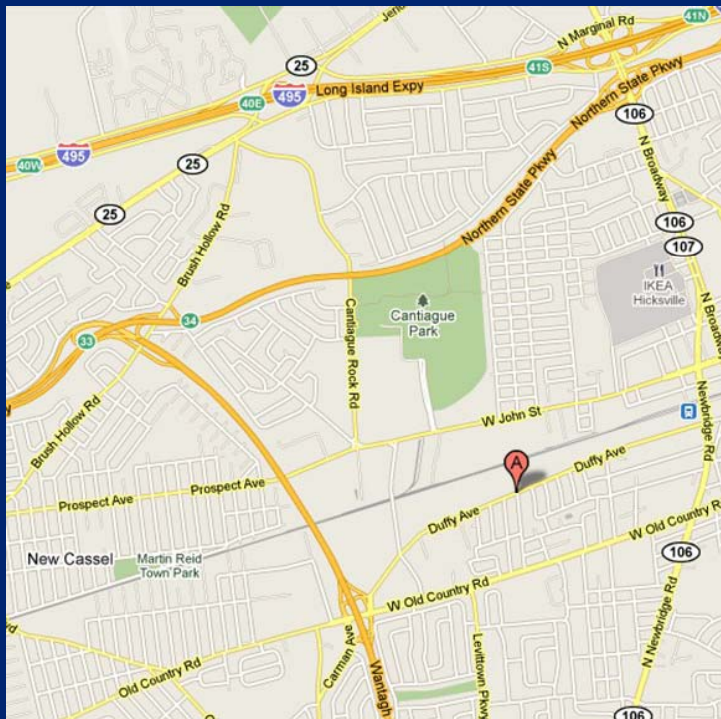 41N
N Marginal Rd
25
41S
Long Island Expy
495
40E
Northern State Pkwy
106
495
40W
25
N Broadway
25
106
Brush Hollow Rd
Northern State Pkwy
107
IKEA
Hicksville
Cantiague
Park
34
33
Cantiague Rock Rd
N Broadway
W John St
Newbridge Rd
Brush Hollow Rd
A
Duffy Ave
Prospect Ave
Prospect Ave
Duffy Ave
W Old Country R
New Cassel
Martin Reid
Town Park
106
W Old Country Rd
N Newbridge Rd
Carman Ave
Levittown Pkwy
Old Country Rd
Wantagh
106